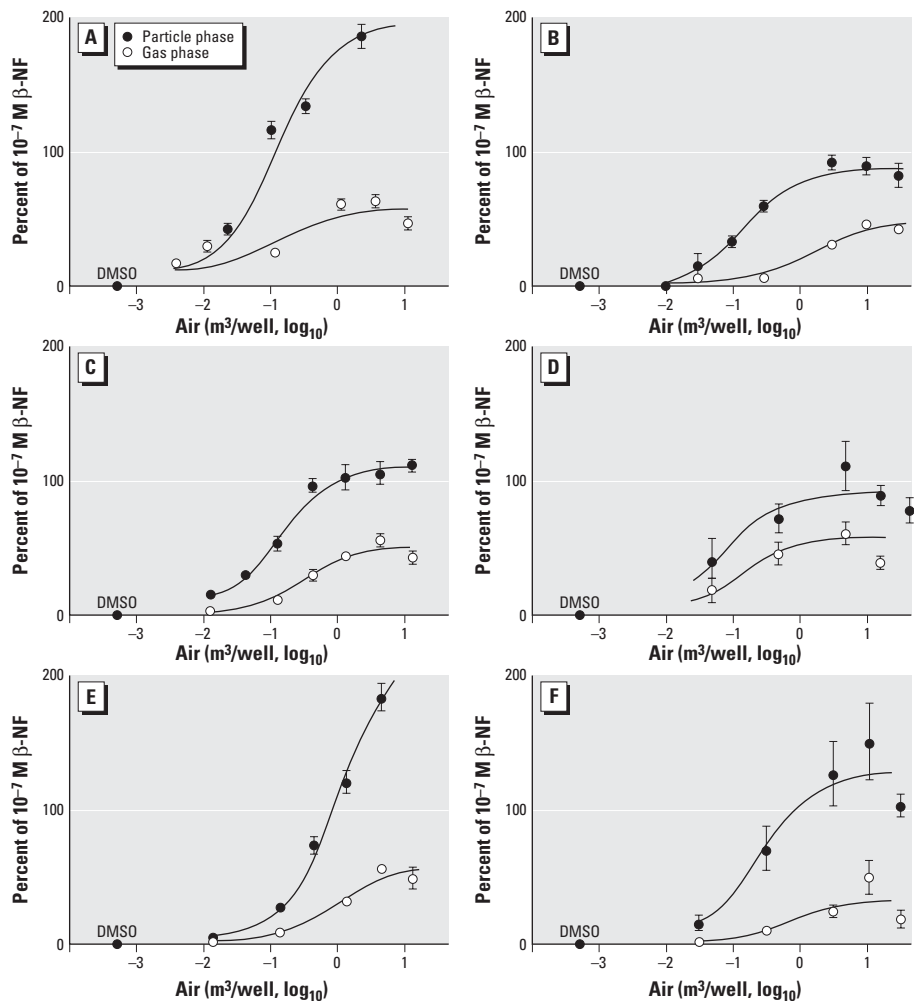 A
Particle phase
Gas phase
Percent of 10⁻⁷ M β-NF
200
100
0
DMSO
–3
–2
–1
0
1
Air (m³/well, log₁₀)
B
Percent of 10⁻⁷ M β-NF
200
100
0
DMSO
–3
–2
–1
0
1
Air (m³/well, log₁₀)
C
Percent of 10⁻⁷ M β-NF
200
100
0
DMSO
–3
–2
–1
0
1
Air (m³/well, log₁₀)
D
Percent of 10⁻⁷ M β-NF
200
100
0
DMSO
–3
–2
–1
0
1
Air (m³/well, log₁₀)
E
Percent of 10⁻⁷ M β-NF
200
100
0
DMSO
–3
–2
–1
0
1
Air (m³/well, log₁₀)
F
Percent of 10⁻⁷ M β-NF
200
100
0
DMSO
–3
–2
–1
0
1
Air (m³/well, log₁₀)